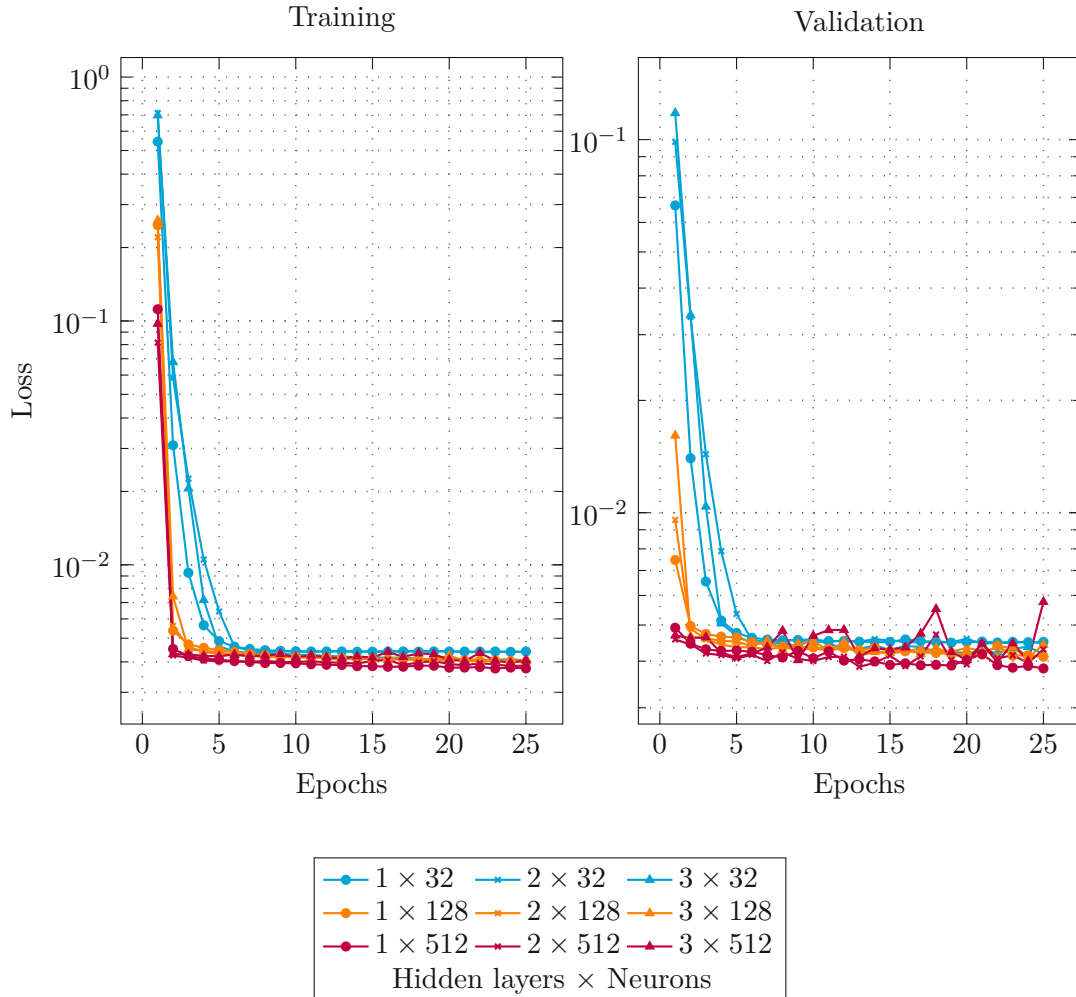 Training
Validation
10^0
10^-1
10^-2
Loss
0 5 10 15 20 25
Epochs
10^-1
10^-2
0 5 10 15 20 25
Epochs
1 × 32 2 × 32 3 × 32
1 × 128 2 × 128 3 × 128
1 × 512 2 × 512 3 × 512
Hidden layers × Neurons